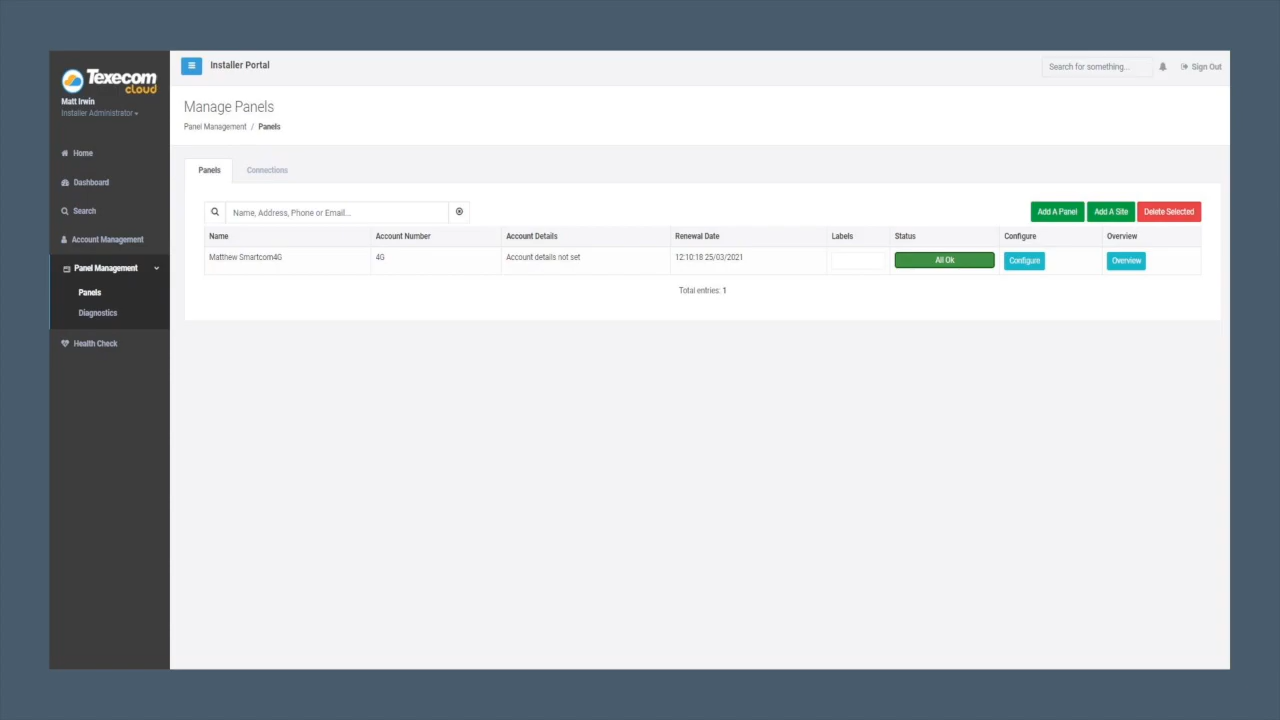 Texecom
cloud
Matt Irwin
Installer Administrator
Home
Dashboard
Search
Account Management
Panel Management
Panels
Diagnostics
Health Check
Installer Portal
Search for something...
Sign Out
Manage Panels
Panel Management / Panels
Panels Connections
Name, Address, Phone or Email...
Add A Panel Add A Site Delete Selected
Name Account Number Account Details Renewal Date Labels Status Configure Overview
Matthew Smartcom4G 4G Account details not set 12:10:18 25/03/2021 All Ok Configure Overview
Total entries: 1